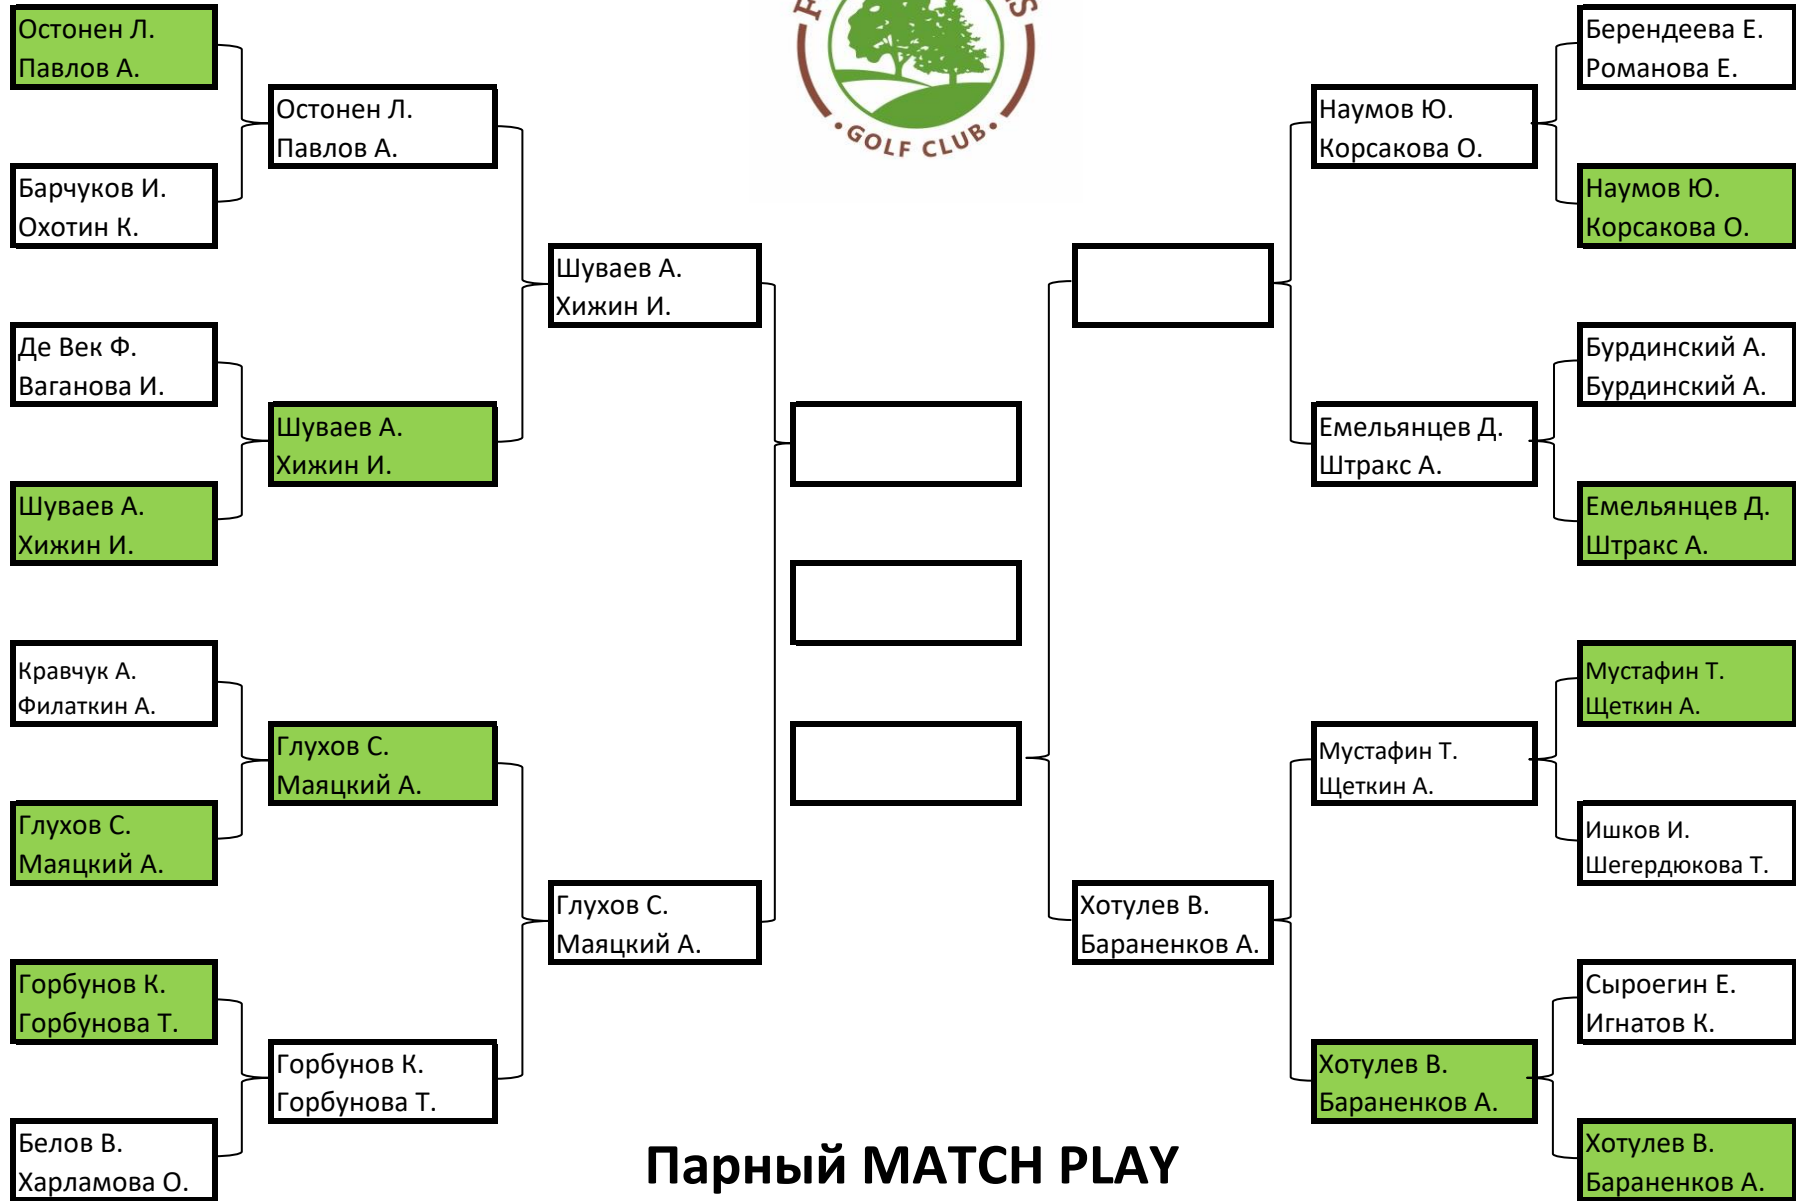 Остонен Л.
Павлов А.
Барчуков И.
Охотин К.
Де Век Ф.
Ваганова И.
Шуваев А.
Хижин И.
Кравчук А.
Филаткин А.
Глухов С.
Маяцкий А.
Горбунов К.
Горбунова Т.
Белов В.
Харламова О.
Остонен Л.
Павлов А.
Шуваев А.
Хижин И.
Глухов С.
Маяцкий А.
Горбунов К.
Горбунова Т.
Шуваев А.
Хижин И.
Глухов С.
Маяцкий А.
GOLF CLUB
Хотулев В.
Бараненков А.
Наумов Ю.
Корсакова О.
Емельянцев Д.
Штракс А.
Мустафин Т.
Щеткин А.
Хотулев В.
Бараненков А.
Берендеева Е.
Романова Е.
Наумов Ю.
Корсакова О.
Бурдинский А.
Бурдинский А.
Емельянцев Д.
Штракс А.
Мустафин Т.
Щеткин А.
Ишков И.
Шегердюкова Т.
Сыроегин Е.
Игнатов К.
Хотулев В.
Бараненков А.
Парный MATCH PLAY